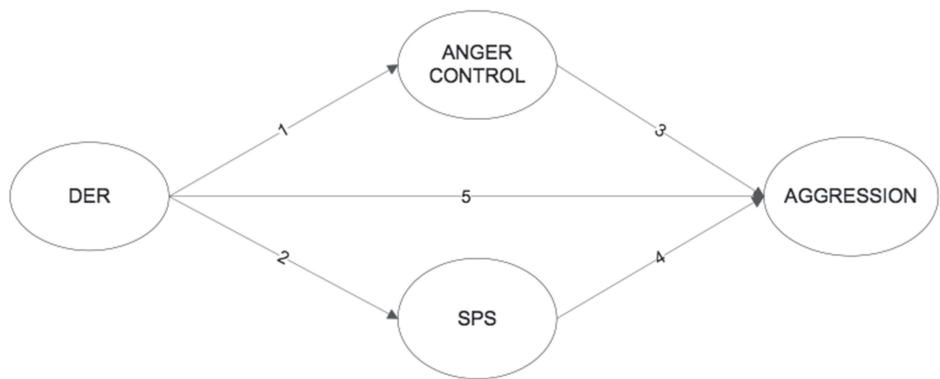 ANGER
CONTROL
1
3
DER
5
AGGRESSION
2
4
SPS